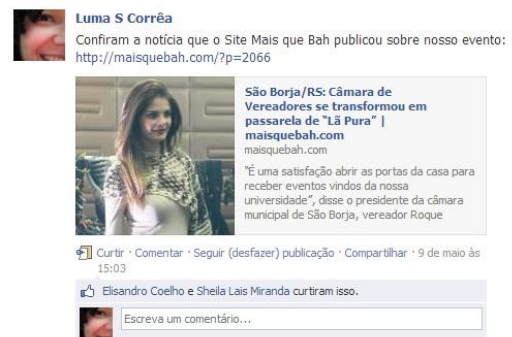 Luma S Corrêa
Confiram a notícia que o Site Mais que Bah publicou sobre nosso evento:
http://maisquebah.com/?p=2066
São Borja/RS: Câmara de
Vereadores se transformou em
passarela de “Lã Pura” |
maisquebah.com
maisquebah.com
“É uma satisfação abrir as portas da casa para
receber eventos vindos da nossa
universidade”, disse o presidente da câmara
municipal de São Borja, vereador Roque
Curtir · Comentar · Seguir (desfazer) publicação · Compartilhar · 9 de maio às
15:03
Elisandro Coelho e Sheila Lais Miranda curtiram isso.
Escreva um comentário...